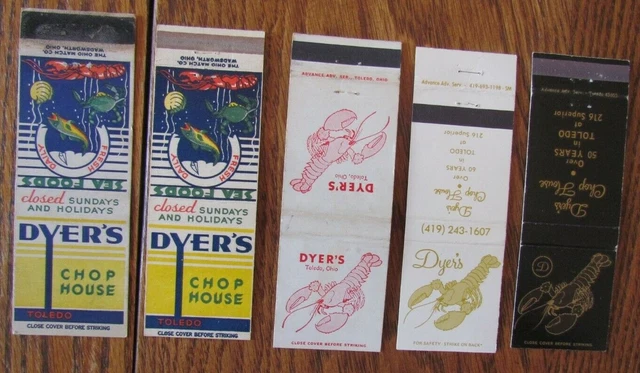 THE OHIO MATCH CO.
WADSWORTH, OHIO
FRESH DAILY
SEA FOODS
closed SUNDAYS
AND HOLIDAYS
DYER'S
CHOP
HOUSE
TOLEDO
CLOSE COVER BEFORE STRIKING
THE OHIO MATCH CO.
WADSWORTH, OHIO
FRESH DAILY
SEA FOODS
closed SUNDAYS
AND HOLIDAYS
DYER'S
CHOP
HOUSE
TOLEDO
CLOSE COVER BEFORE STRIKING
DYER'S
Toledo, Ohio
DYER'S
Toledo, Ohio
CLOSE COVER BEFORE STRIKING
Dyer's
Chop House
Over
60 YEARS
in
TOLEDO
216 Superior
(419) 243-1607
Dyer's
Dyer's
Chop House
Over
50 YEARS
in
TOLEDO
at
216 Superior
D
CLOSE COVER BEFORE STRIKING